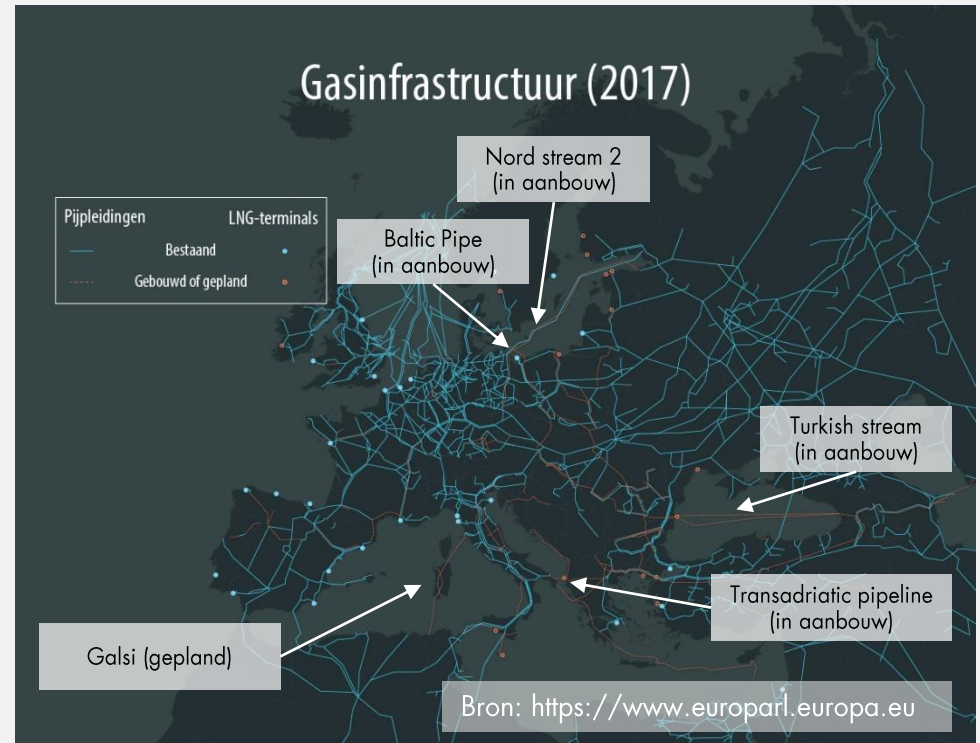 Gasinfrastructuur (2017)
Nord stream 2
(in aanbouw)
Pijpleidingen LNG-terminals
Bestaand
Gebouwd of gepland
Baltic Pipe
(in aanbouw)
Turkish stream
(in aanbouw)
Transadriatic pipeline
(in aanbouw)
Galsi (gepland)
Bron: https://www.europarl.europa.eu